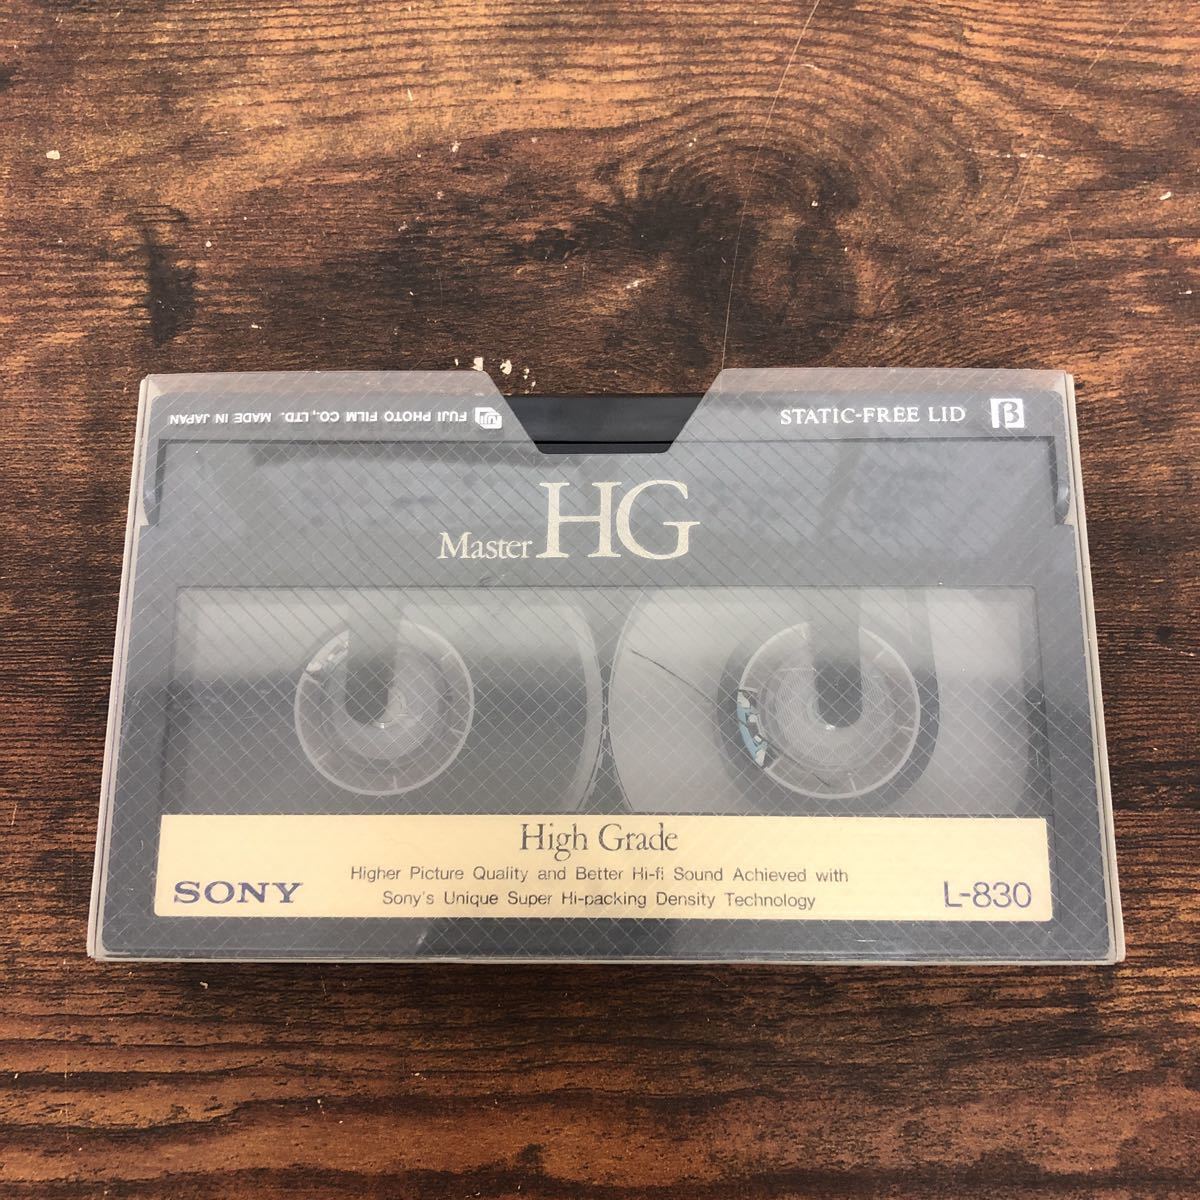 FUJI PHOTO FILM CO., LTD. MADE IN JAPAN
FUJI
STATIC-FREE LID β
Master HG
High Grade
Higher Picture Quality and Better Hi-fi Sound Achieved with
Sony's Unique Super Hi-packing Density Technology
SONY
L-830